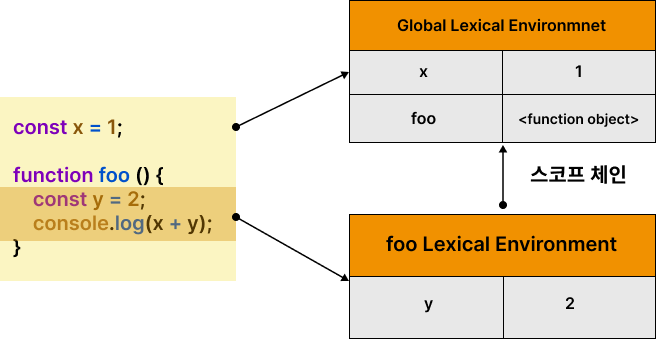 const x = 1;
function foo () {
const y = 2;
console.log(x + y);
}
Global Lexical Environmnet
x 1
foo <function object>
스코프 체인
foo Lexical Environment
y 2